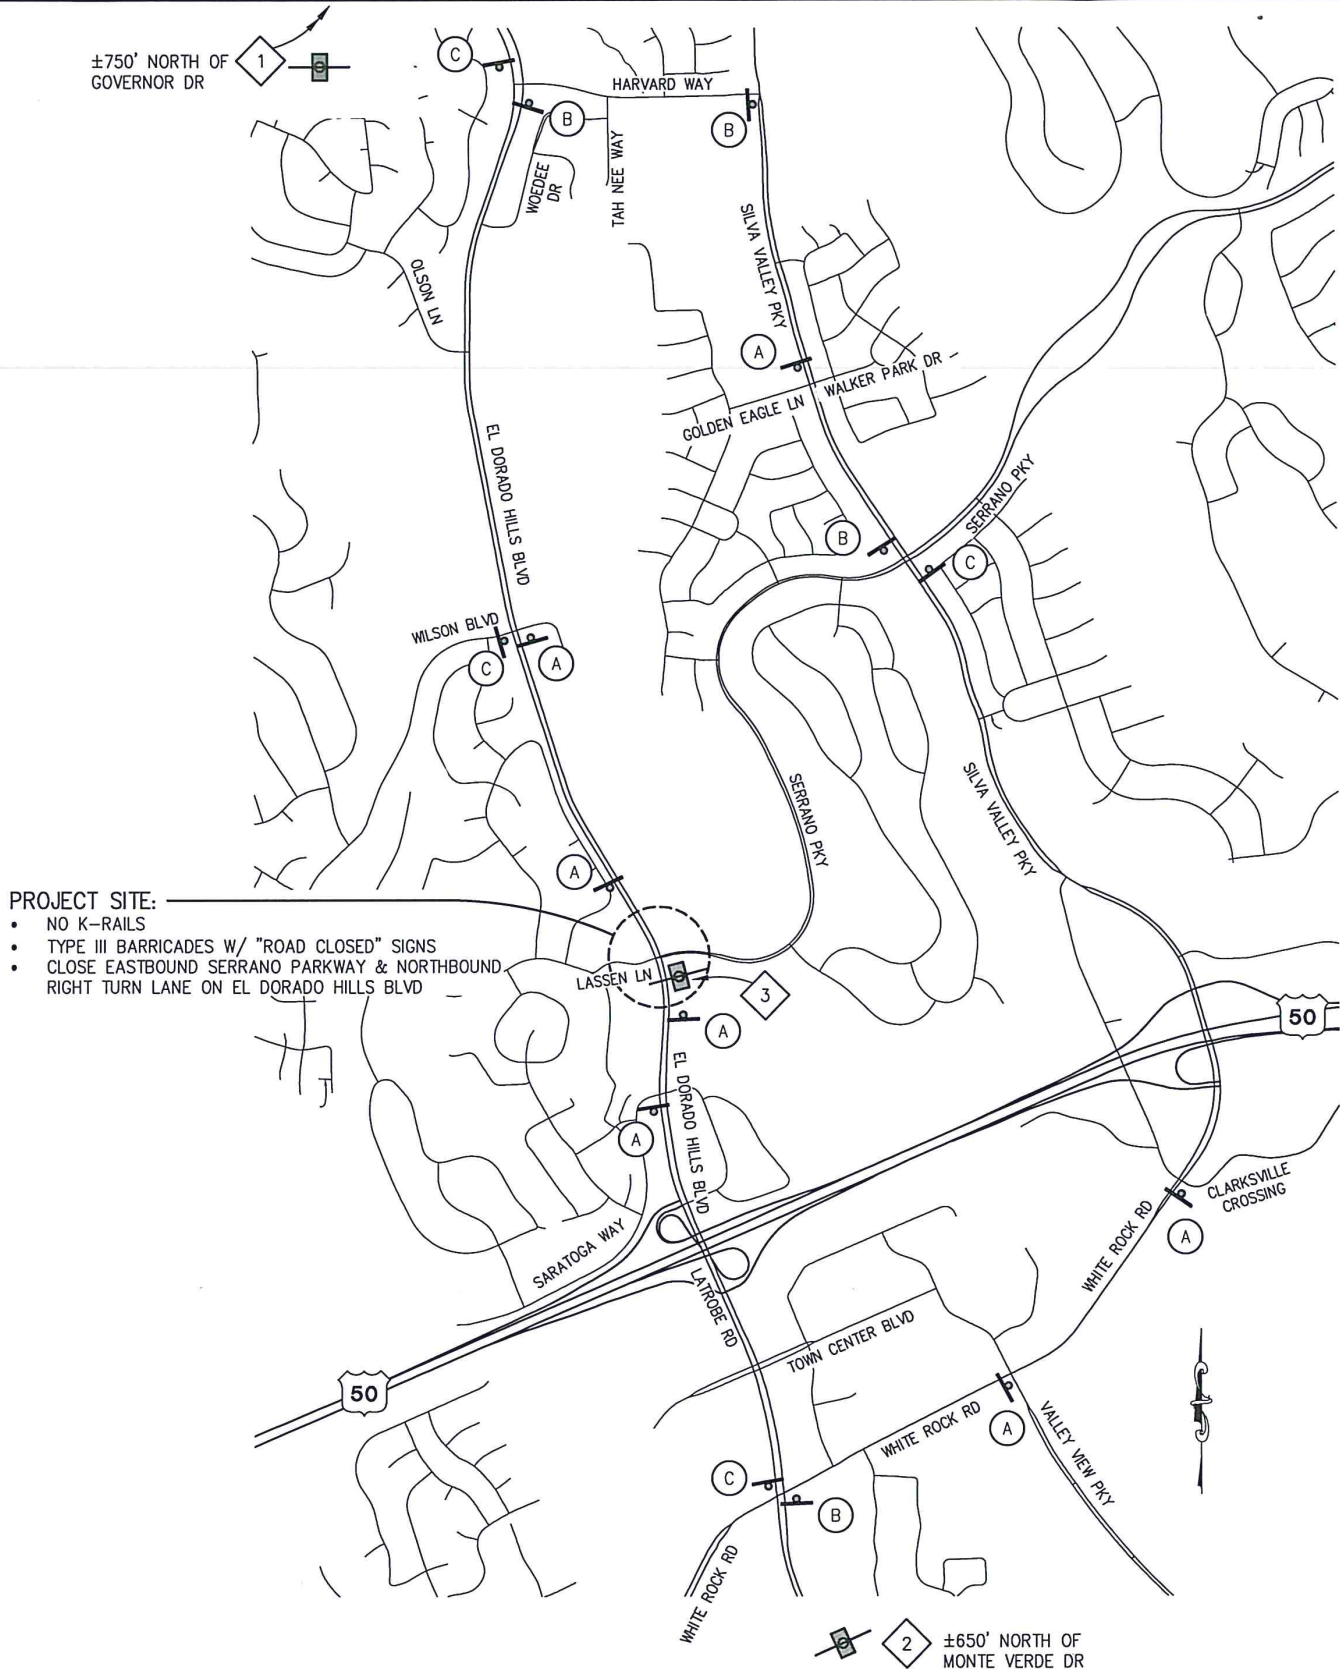 ±750' NORTH OF
GOVERNOR DR
1
C
HARVARD WAY
B
B
WOEDEE
DR
TAH NEE WAY
SILVA VALLEY PKY
OLSON LN
A
WALKER PARK DR
GOLDEN EAGLE LN
EL DORADO HILLS BLVD
SERRANO PKY
B
C
WILSON BLVD
C
A
SERRANO PKY
SILVA VALLEY PKY
A
PROJECT SITE:
• NO K-RAILS
• TYPE III BARRICADES W/ "ROAD CLOSED" SIGNS
• CLOSE EASTBOUND SERRANO PARKWAY & NORTHBOUND
RIGHT TURN LANE ON EL DORADO HILLS BLVD
LASSEN LN
3
A
50
EL DORADO HILLS BLVD
A
CLARKSVILLE
CROSSING
A
WHITE ROCK RD
SARATOGA WAY
LATROBE RD
TOWN CENTER BLVD
50
WHITE ROCK RD
A
VALLEY VIEW PKY
C
B
WHITE ROCK RD
2
±650' NORTH OF
MONTE VERDE DR